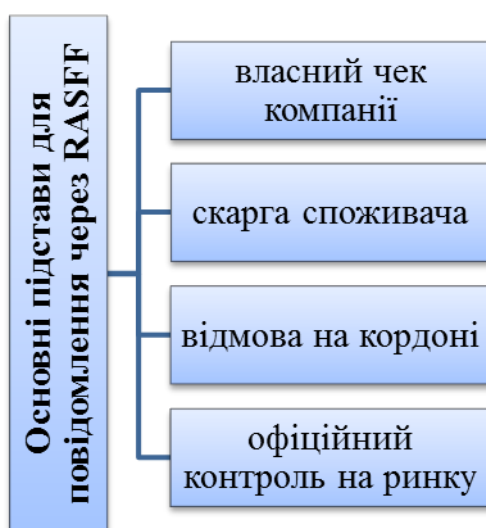 Основні підстави для
повідомлення через RASFF
власний чек
компанії
скарга споживача
відмова на кордоні
офіційний
контроль на ринку